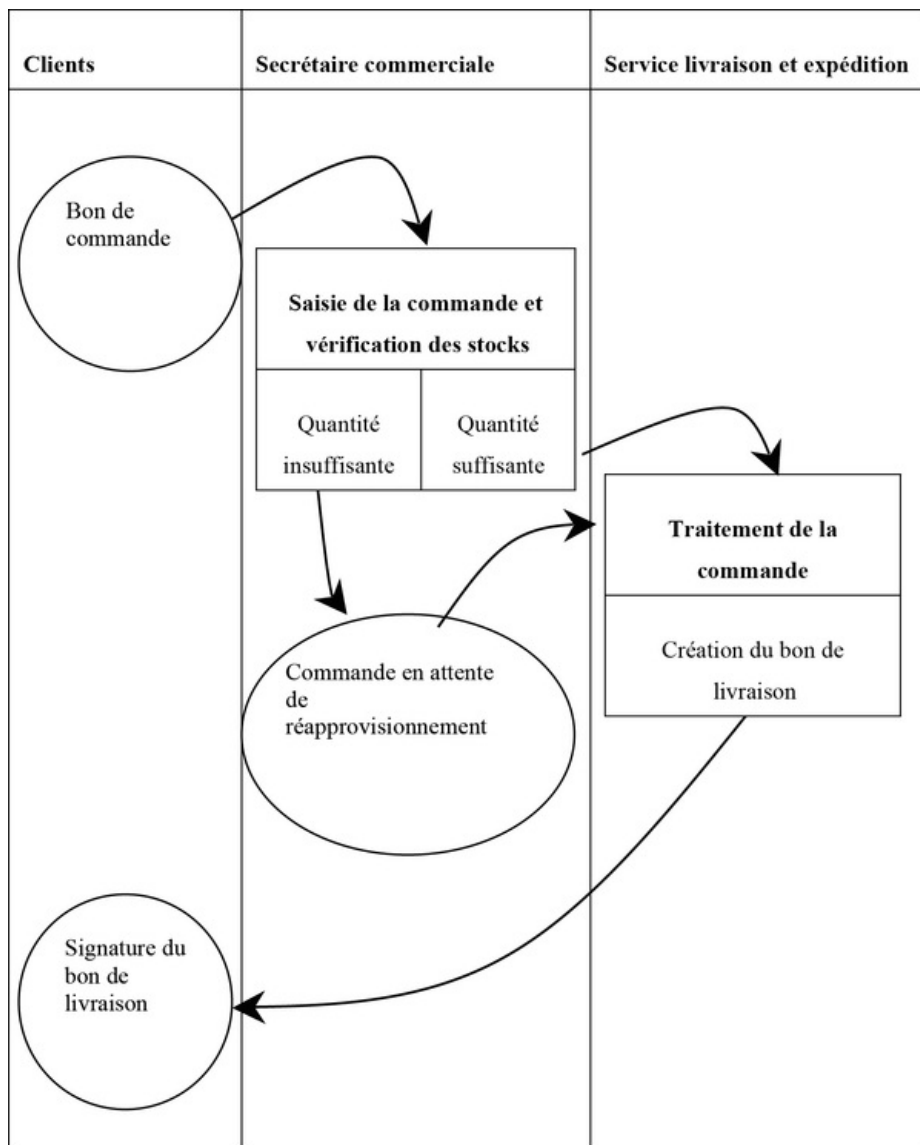 Clients
Secrétaire commerciale
Service livraison et expédition
Bon de
commande
Saisie de la commande et
vérification des stocks
Quantité
insuffisante
Quantité
suffisante
Traitement de la
commande
Création du bon de
livraison
Commande en attente
de
réapprovisionnement
Signature du
bon de
livraison